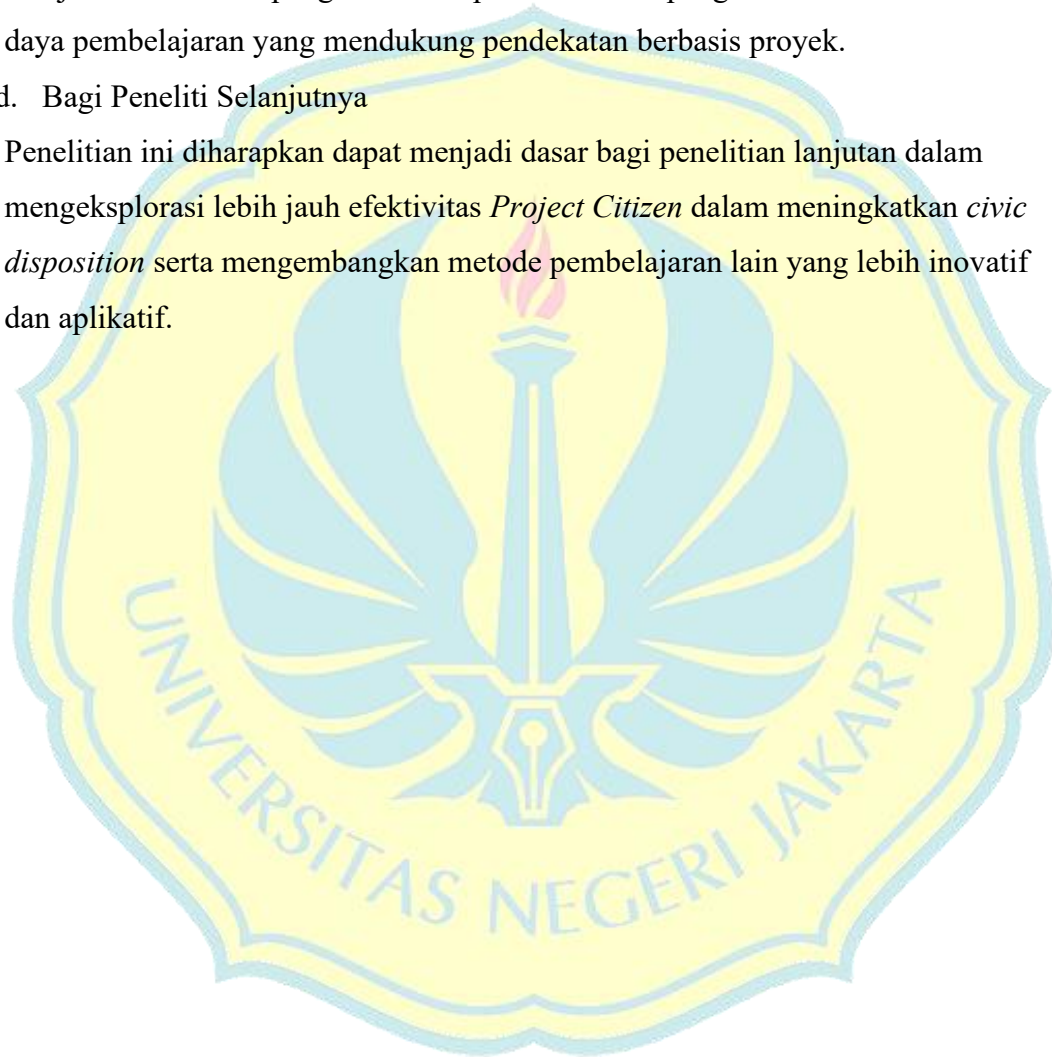 daya pembelajaran yang mendukung pendekatan berbasis proyek.
d. Bagi Peneliti Selanjutnya
Penelitian ini diharapkan dapat menjadi dasar bagi penelitian lanjutan dalam
mengeksplorasi lebih jauh efektivitas Project Citizen dalam meningkatkan civic
disposition serta mengembangkan metode pembelajaran lain yang lebih inovatif
dan aplikatif.
UNIVERSITAS NEGERI JAKARTA